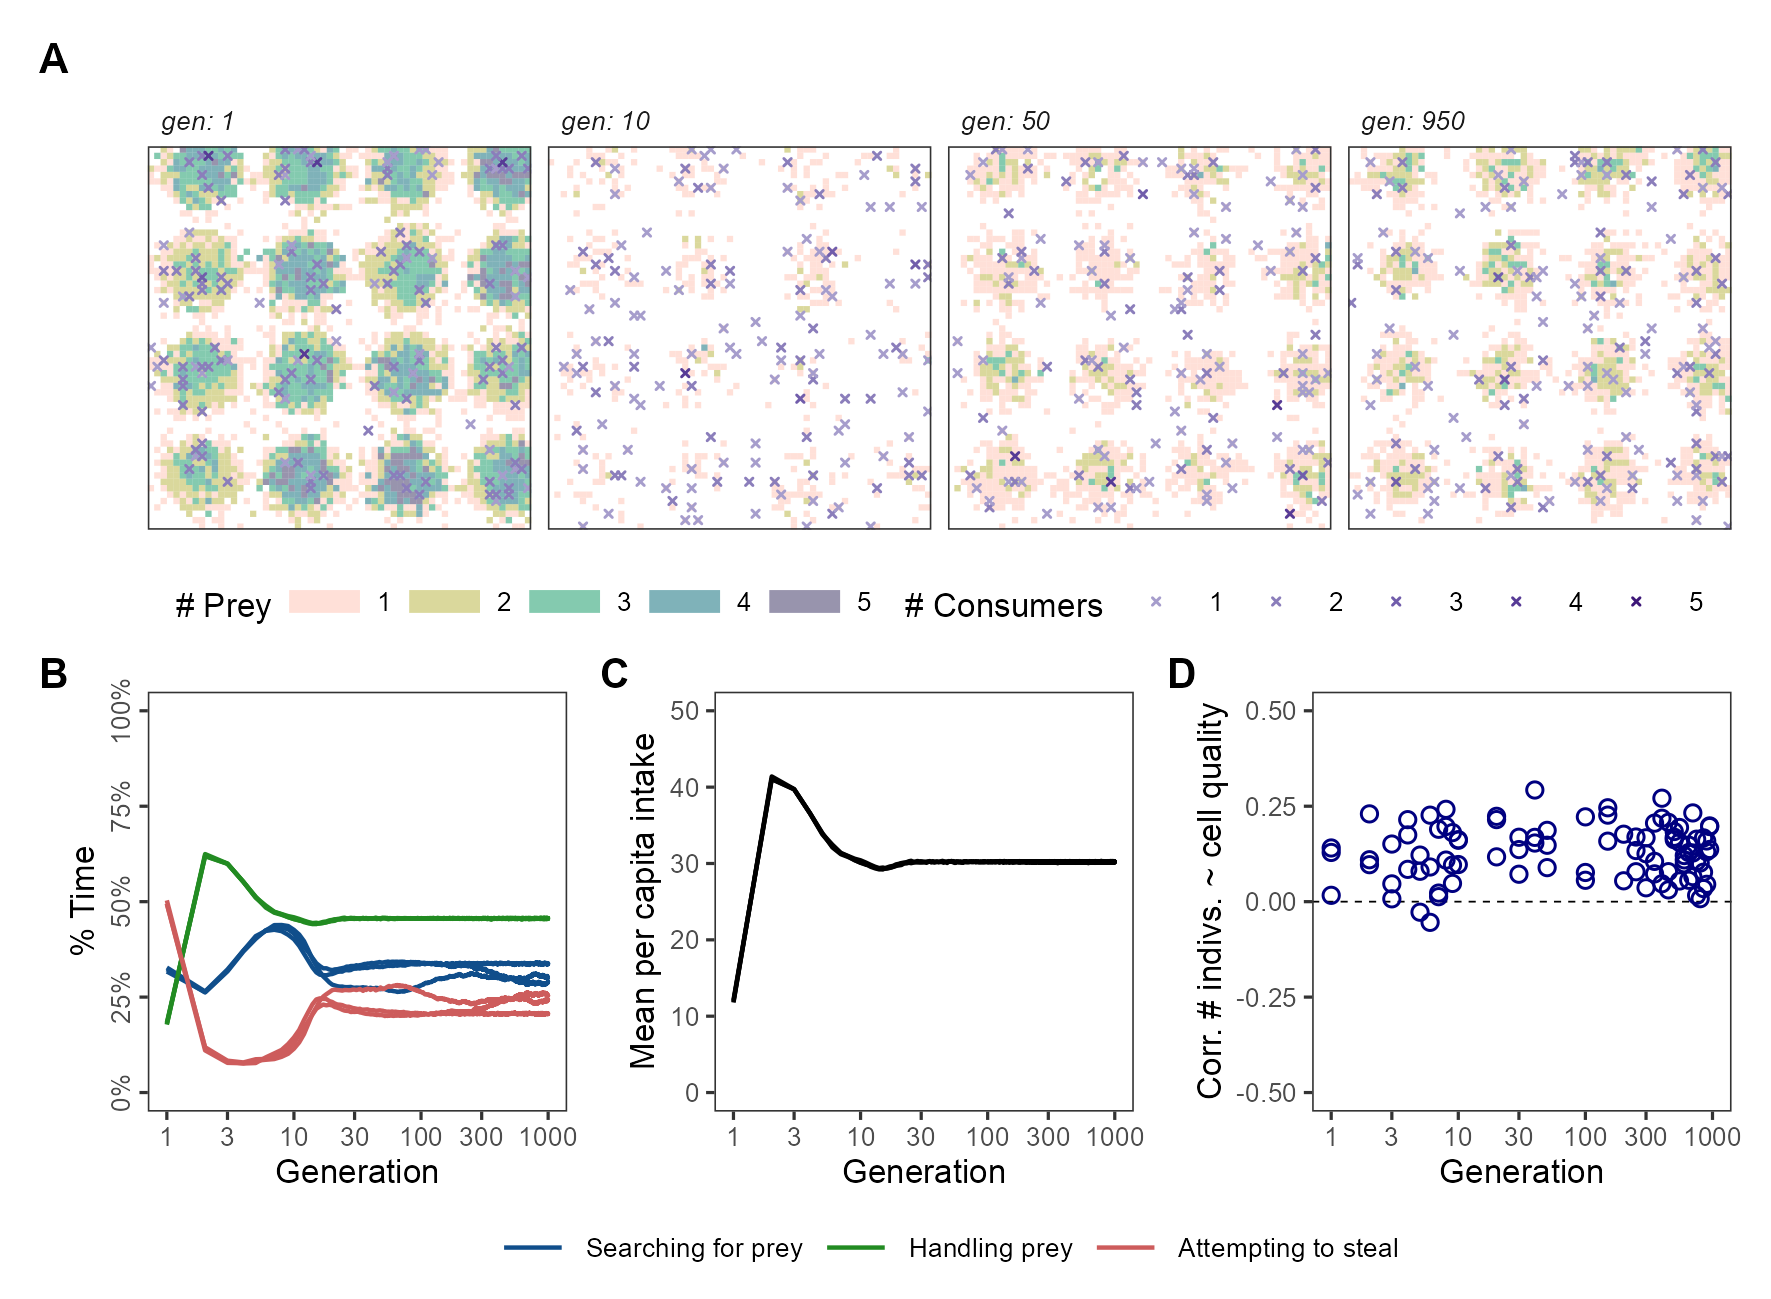 A
gen: 1 gen: 10 gen: 50 gen: 950
# Prey 1 2 3 4 5 # Consumers 1 2 3 4 5
B
100%
75%
50%
25%
0%
% Time
1 3 10 30 100 300 1000
Generation
C
50
40
30
20
10
0
Mean per capita intake
1 3 10 30 100 300 1000
Generation
D
0.50
0.25
0.00
-0.25
-0.50
Corr. # indivs. ~ cell quality
1 3 10 30 100 300 1000
Generation
Searching for prey Handling prey Attempting to steal